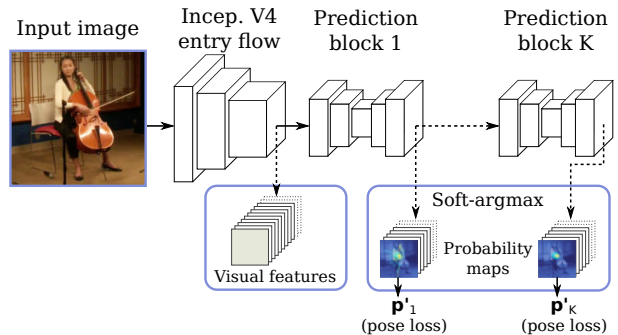 Input image
Incep. V4
entry flow
Prediction
block 1
Prediction
block K
Visual features
Soft-argmax
Probability
maps
p'1
(pose loss)
p'K
(pose loss)